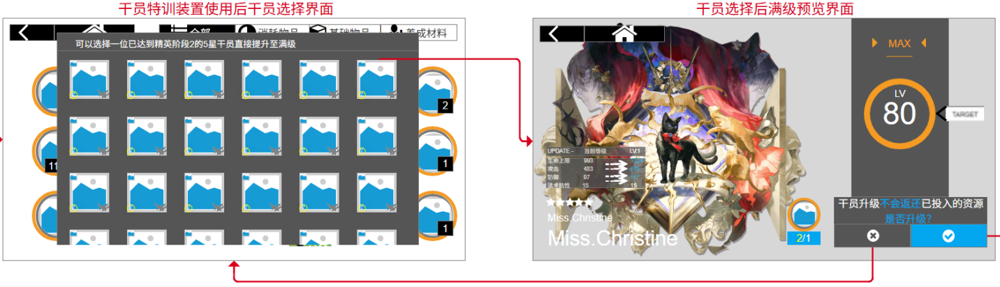 干员特训装置使用后干员选择界面
全部
消耗物品
基础物品
养成材料
可以选择一位已达到精英阶段2的5星干员直接提升至满级
2
11
1
1
干员选择后满级预览界面
MAX
LV
80
TARGET
UPDATE - 当前等级 LV.1
生命上限 993
攻击 483
防御 97
法术抗性 15 15
Miss.Christine
Miss.Christine
2/1
干员升级不会返还已投入的资源
是否升级?